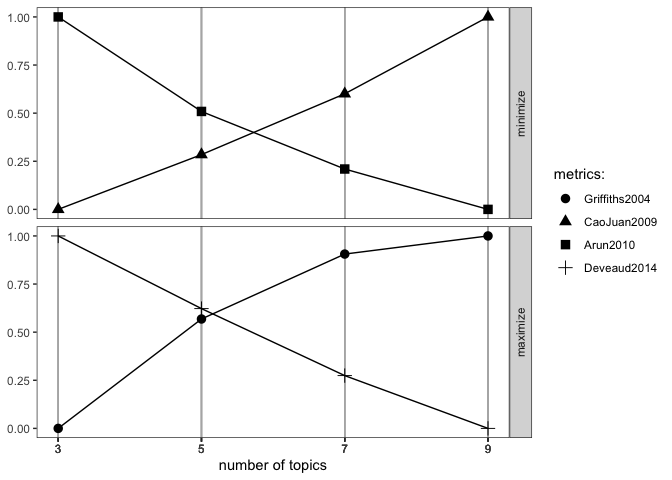 1.00
0.75
0.50
0.25
0.00
minimize
1.00
0.75
0.50
0.25
0.00
maximize
3 5 7 9
number of topics
metrics:
Griffiths2004
CaoJuan2009
Arun2010
Deveaud2014